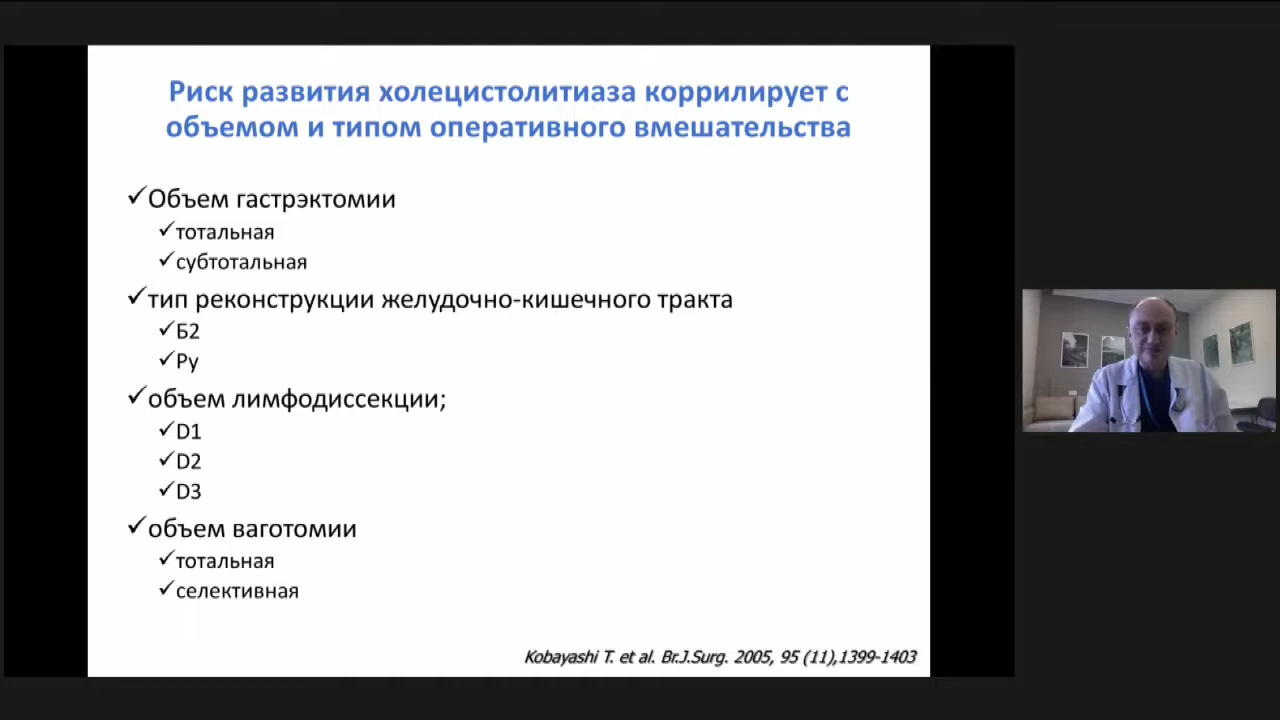 Риск развития холецистолитиаза коррилирует с
объемом и типом оперативного вмешательства
✓Объем гастрэктомии
✓тотальная
✓субтотальная
✓тип реконструкции желудочно-кишечного тракта
✓Б2
✓Ру
✓объем лимфодиссекции;
✓D1
✓D2
✓D3
✓объем ваготомии
✓тотальная
✓селективная
Kobayashi T. et al. Br.J.Surg. 2005, 95 (11),1399-1403